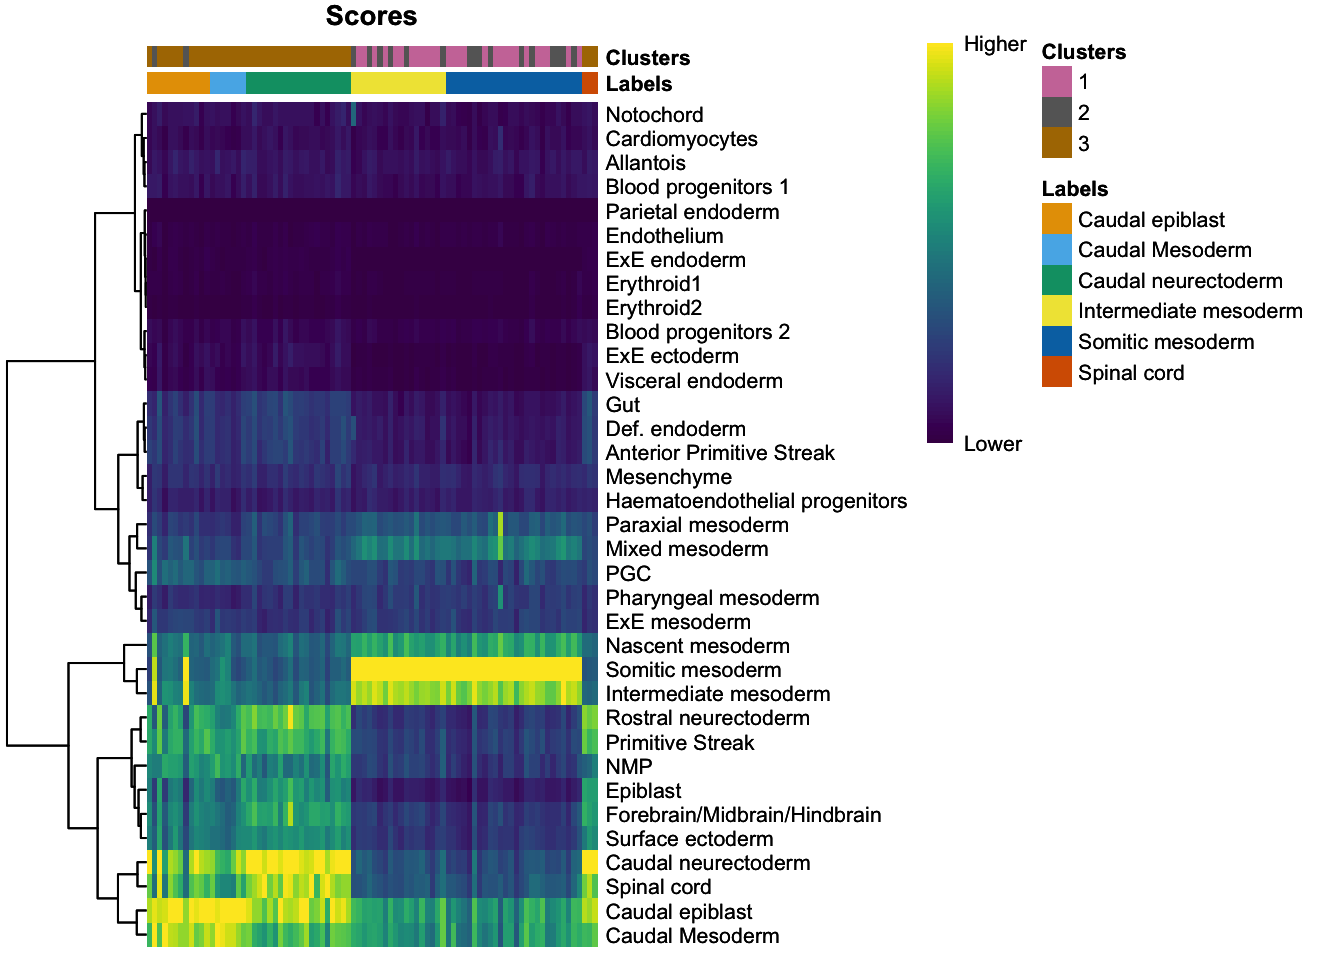 Scores
Clusters
Labels
Notochord
Cardiomyocytes
Allantois
Blood progenitors 1
Parietal endoderm
Endothelium
ExE endoderm
Erythroid1
Erythroid2
Blood progenitors 2
ExE ectoderm
Visceral endoderm
Gut
Def. endoderm
Anterior Primitive Streak
Mesenchyme
Haematoendothelial progenitors
Paraxial mesoderm
Mixed mesoderm
PGC
Pharyngeal mesoderm
ExE mesoderm
Nascent mesoderm
Somitic mesoderm
Intermediate mesoderm
Rostral neurectoderm
Primitive Streak
NMP
Epiblast
Forebrain/Midbrain/Hindbrain
Surface ectoderm
Caudal neurectoderm
Spinal cord
Caudal epiblast
Caudal Mesoderm
Higher
Lower
Clusters
1
2
3
Labels
Caudal epiblast
Caudal Mesoderm
Caudal neurectoderm
Intermediate mesoderm
Somitic mesoderm
Spinal cord